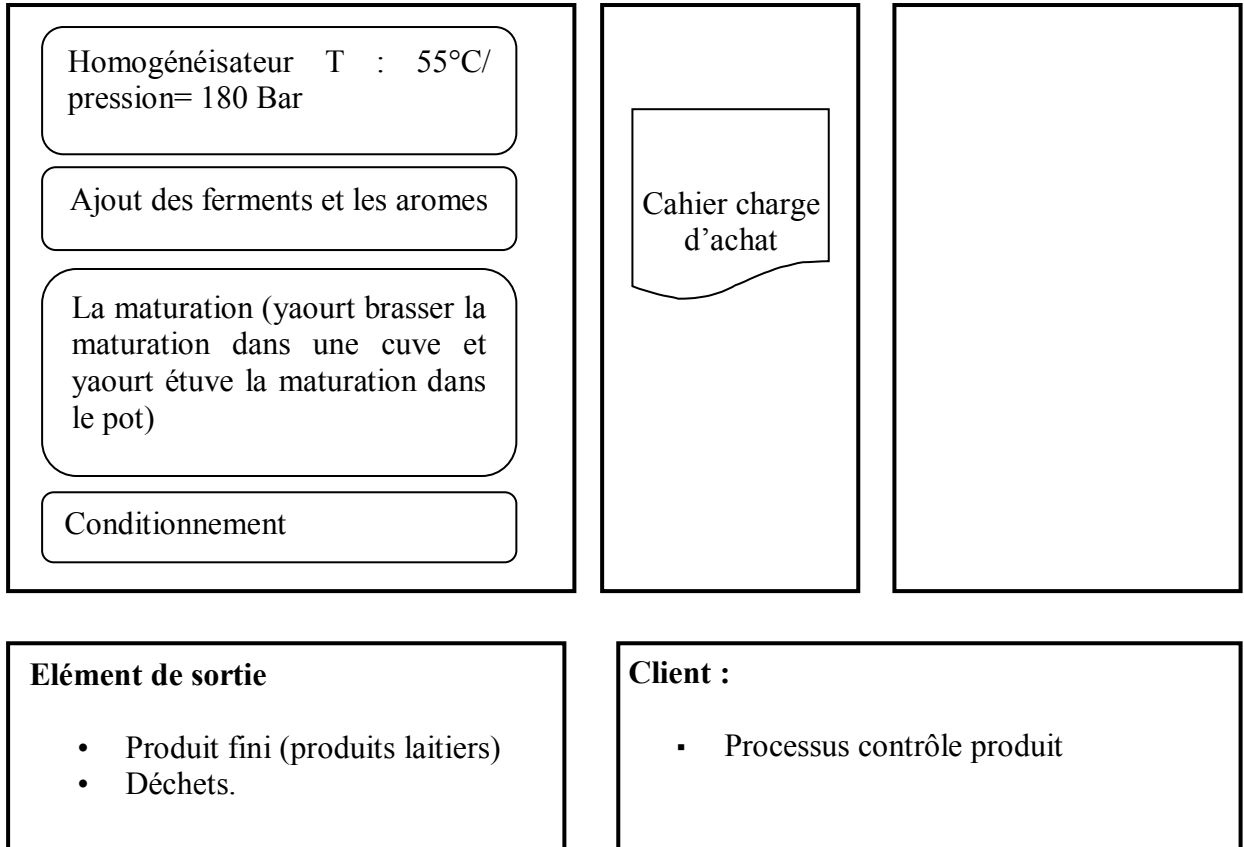 Homogénéisateur T : 55°C/
pression= 180 Bar
Ajout des ferments et les aromes
La maturation (yaourt brasser la
maturation dans une cuve et
yaourt étuve la maturation dans
le pot)
Conditionnement
Cahier charge
d’achat
Elément de sortie
• Produit fini (produits laitiers)
• Déchets.
Client :
▪ Processus contrôle produit